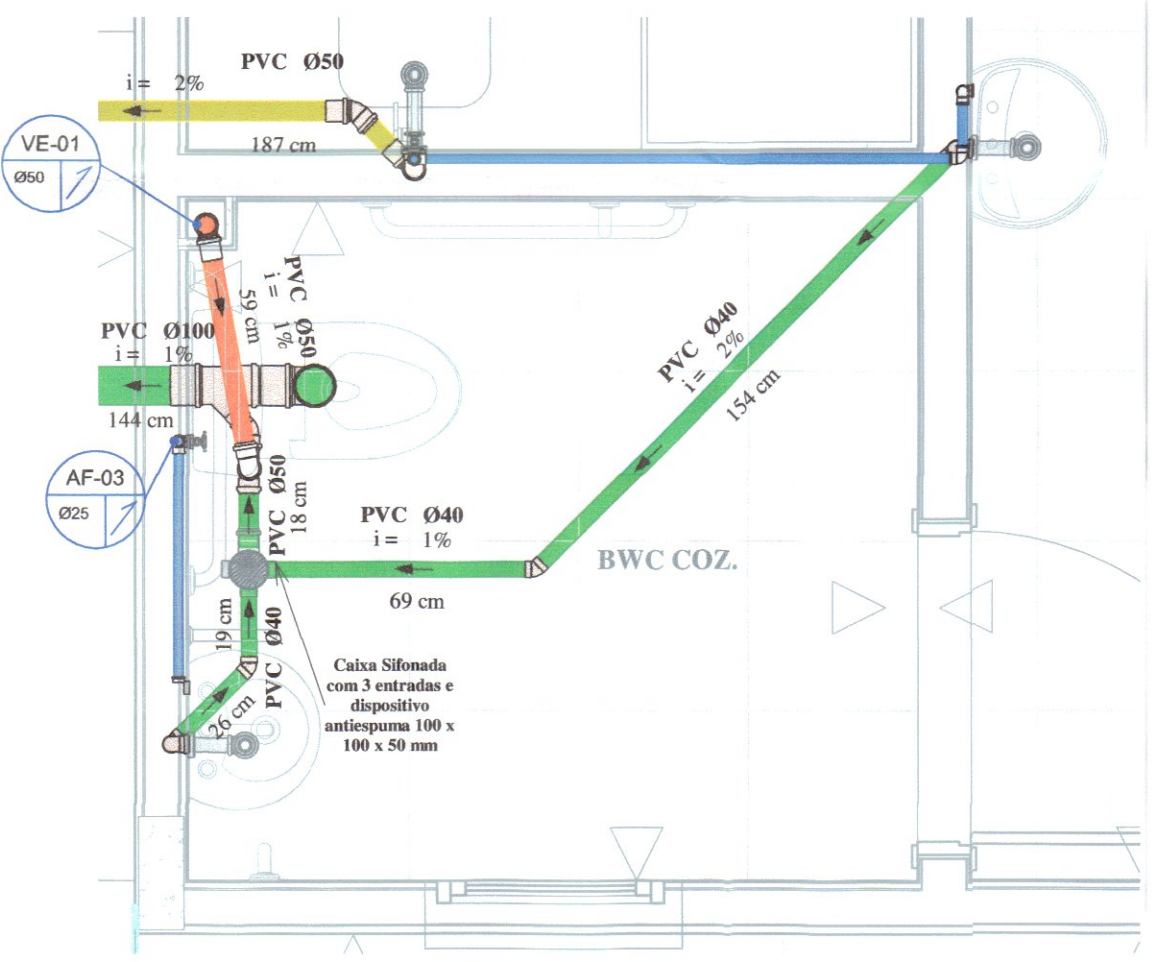 PVC Ø50
i = 2%
187 cm
VE-01
Ø50
PVC Ø50
i = 1%
59 cm
PVC Ø100
i = 1%
144 cm
PVC Ø40
i = 2%
154 cm
AF-03
Ø25
PVC Ø50
18 cm
PVC Ø40
i = 1%
69 cm
BWC COZ.
19 cm
PVC Ø40
26 cm
Caixa Sifonada
com 3 entradas e
dispositivo
antiespuma 100 x
100 x 50 mm